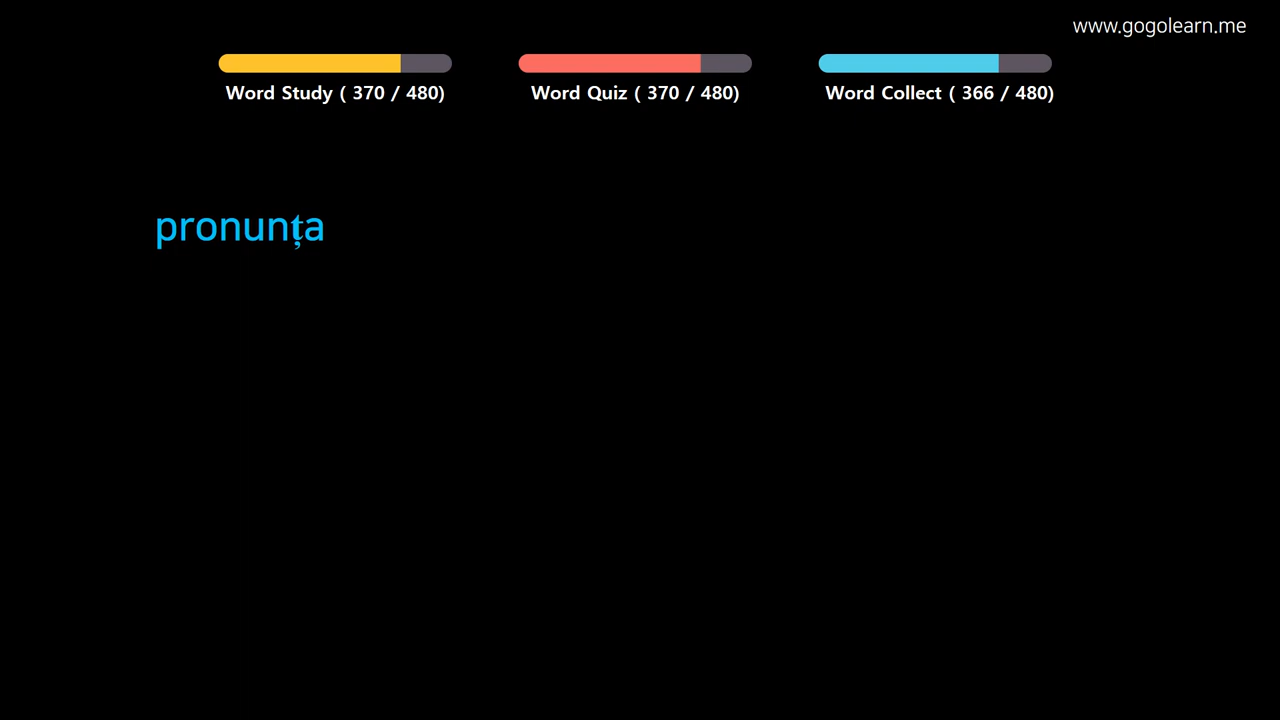 www.gogolearn.me
Word Study ( 370 / 480)
Word Quiz ( 370 / 480)
Word Collect ( 366 / 480)
pronunța